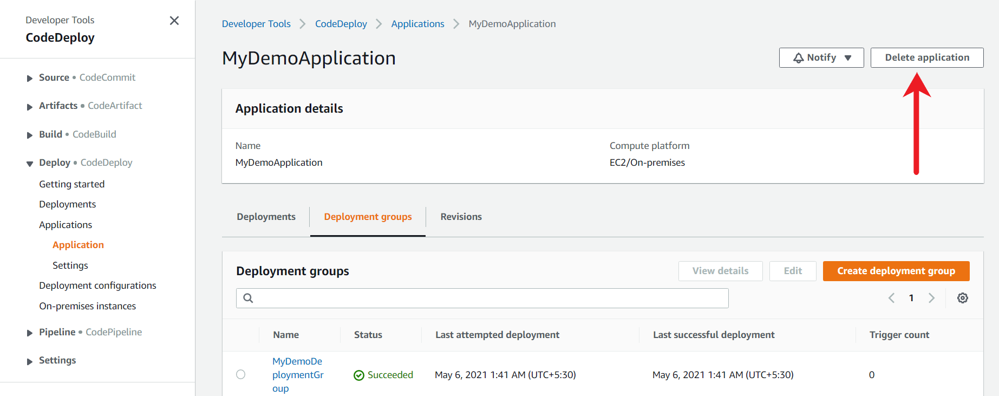 Developer Tools
CodeDeploy
Source • CodeCommit
Artifacts • CodeArtifact
Build • CodeBuild
Deploy • CodeDeploy
Getting started
Deployments
Applications
Application
Settings
Deployment configurations
On-premises instances
Pipeline • CodePipeline
Settings
Developer Tools > CodeDeploy > Applications > MyDemoApplication
MyDemoApplication
Notify
Delete application
Application details
Name
MyDemoApplication
Compute platform
EC2/On-premises
Deployments
Deployment groups
Revisions
Deployment groups
View details
Edit
Create deployment group
1
Name
Status
Last attempted deployment
Last successful deployment
Trigger count
MyDemoDe
ploymentGr
oup
Succeeded
May 6, 2021 1:41 AM (UTC+5:30)
May 6, 2021 1:41 AM (UTC+5:30)
0